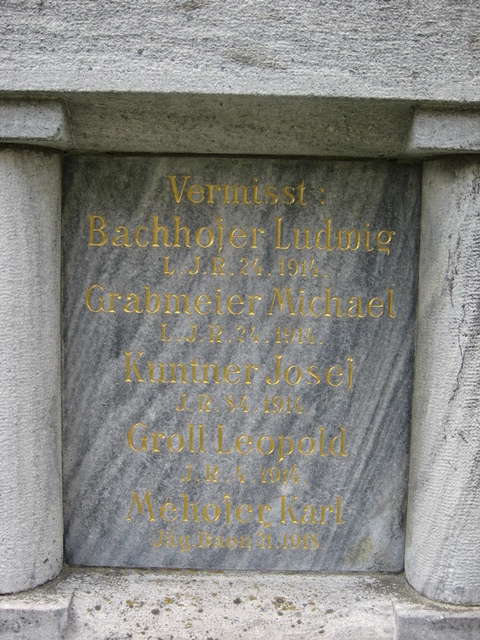 Vermisst:
Bachhofer Ludwig
L.J.R. 24. 1914.
Grabmeier Michael
L.J.R. 24. 1914.
Kuntner Josef
J.R. 84. 1914
Groll Leopold
J.R. 4. 1914
Mehofer Karl
Jäg. Baon 21. 1918